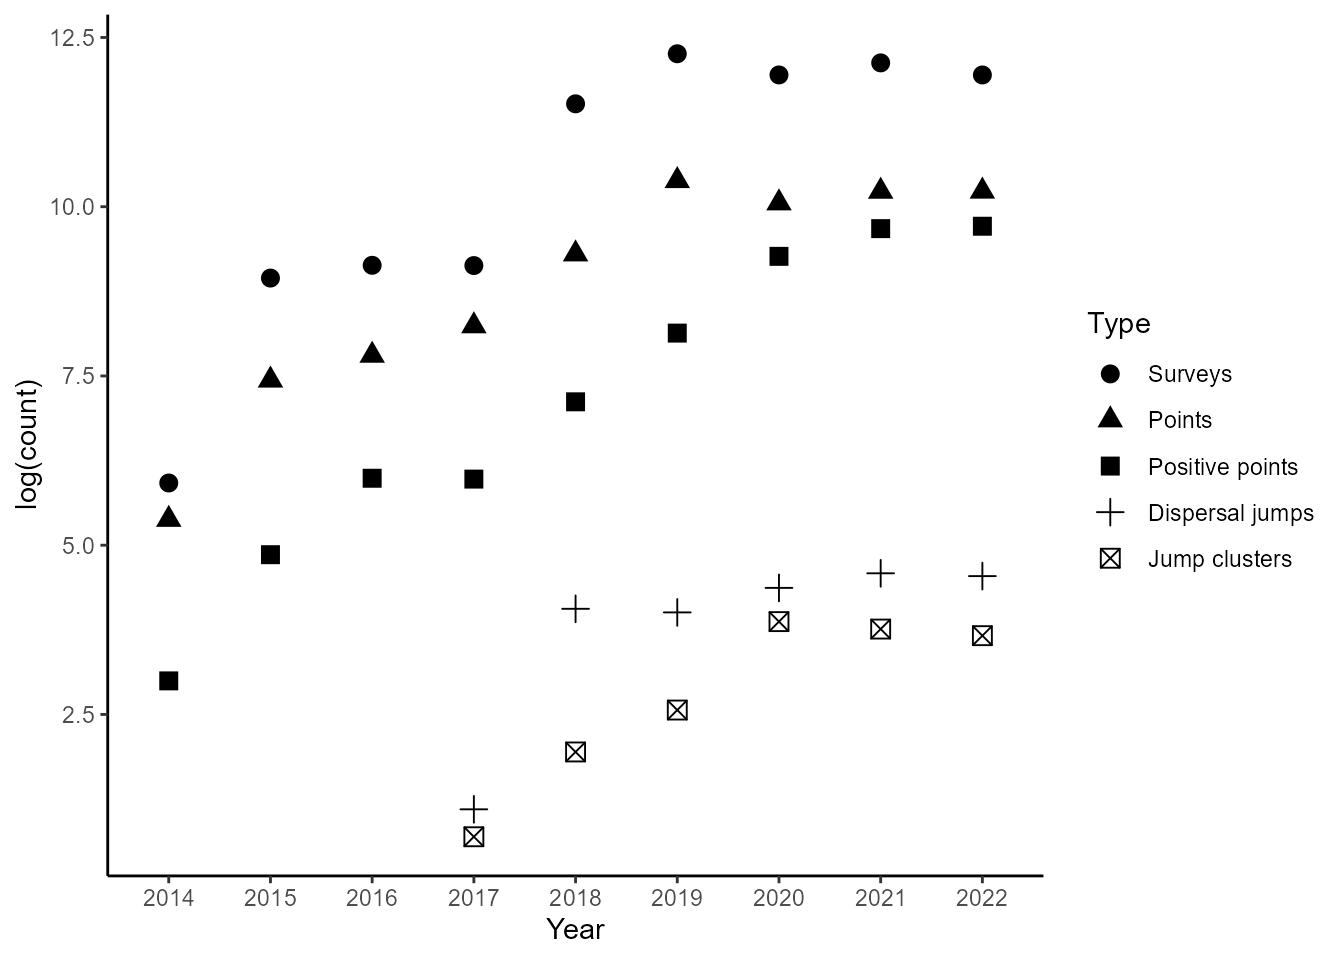 12.5
10.0
7.5
5.0
2.5
log(count)
2014 2015 2016 2017 2018 2019 2020 2021 2022
Year
Type
Surveys
Points
Positive points
Dispersal jumps
Jump clusters